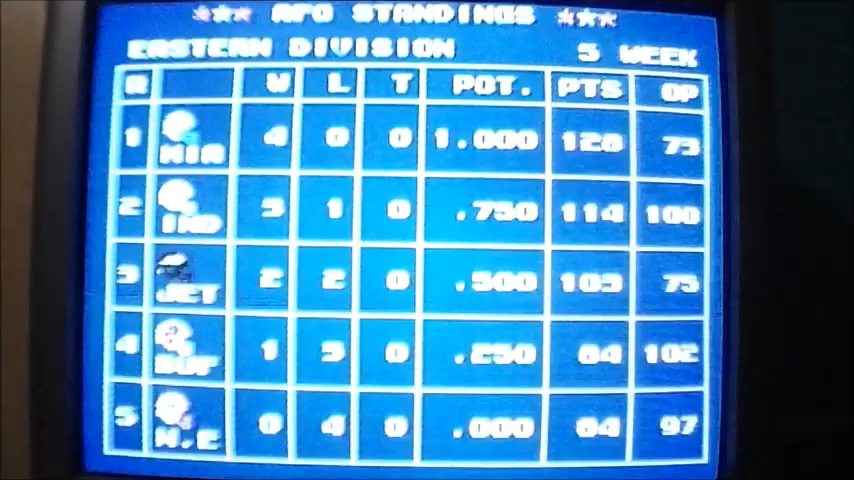 AFC STANDINGS
EASTERN DIVISION 5 WEEK
R W L T PCT. PTS OP
1 MIA 4 0 0 1.000 128 73
2 IND 3 1 0 .750 114 100
3 JET 2 2 0 .500 103 75
4 BUF 1 3 0 .250 84 102
5 N.E 0 4 0 .000 64 97